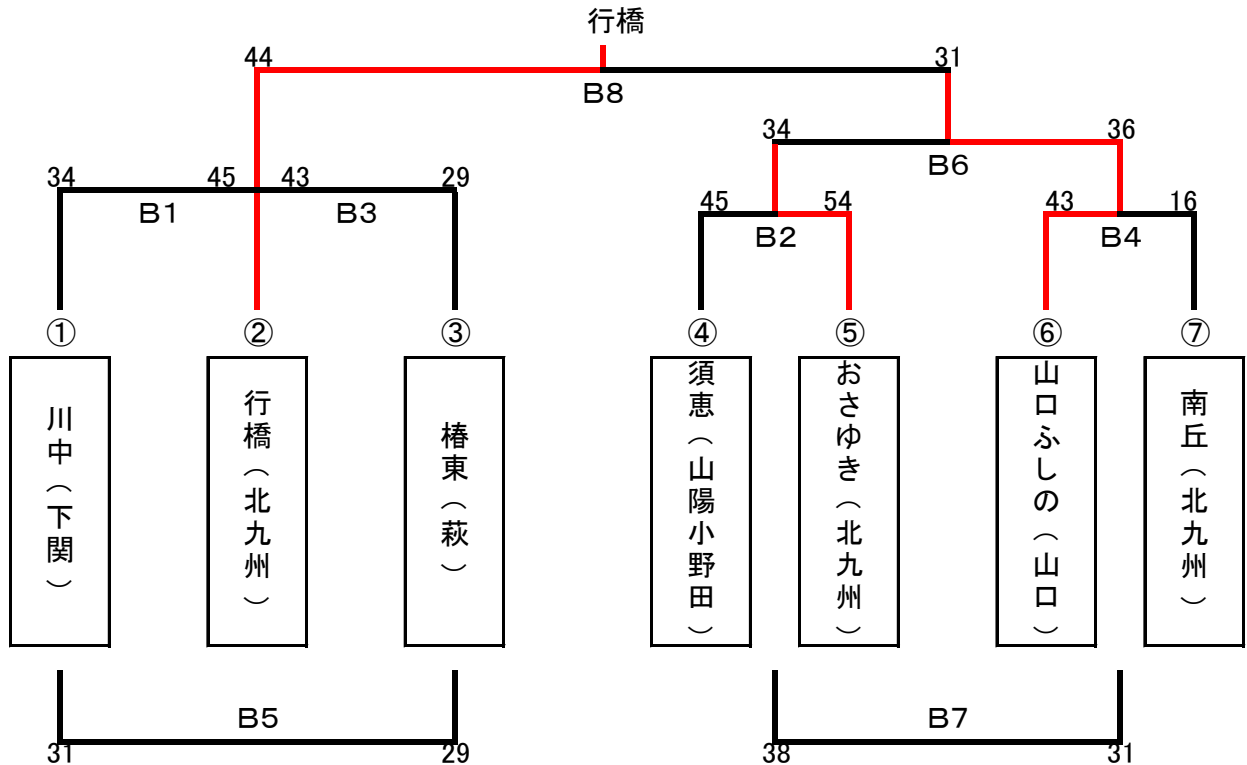 行橋
44
31
B8
34
36
B6
34
45
43
29
B1
B3
45
54
43
16
B2
B4
①
②
③
④
⑤
⑥
⑦
川中（下関）
行橋（北九州）
椿東（萩）
須恵（山陽小野田）
おさゆき（北九州）
山口ふしの（山口）
南丘（北九州）
B5
B7
31
29
38
31